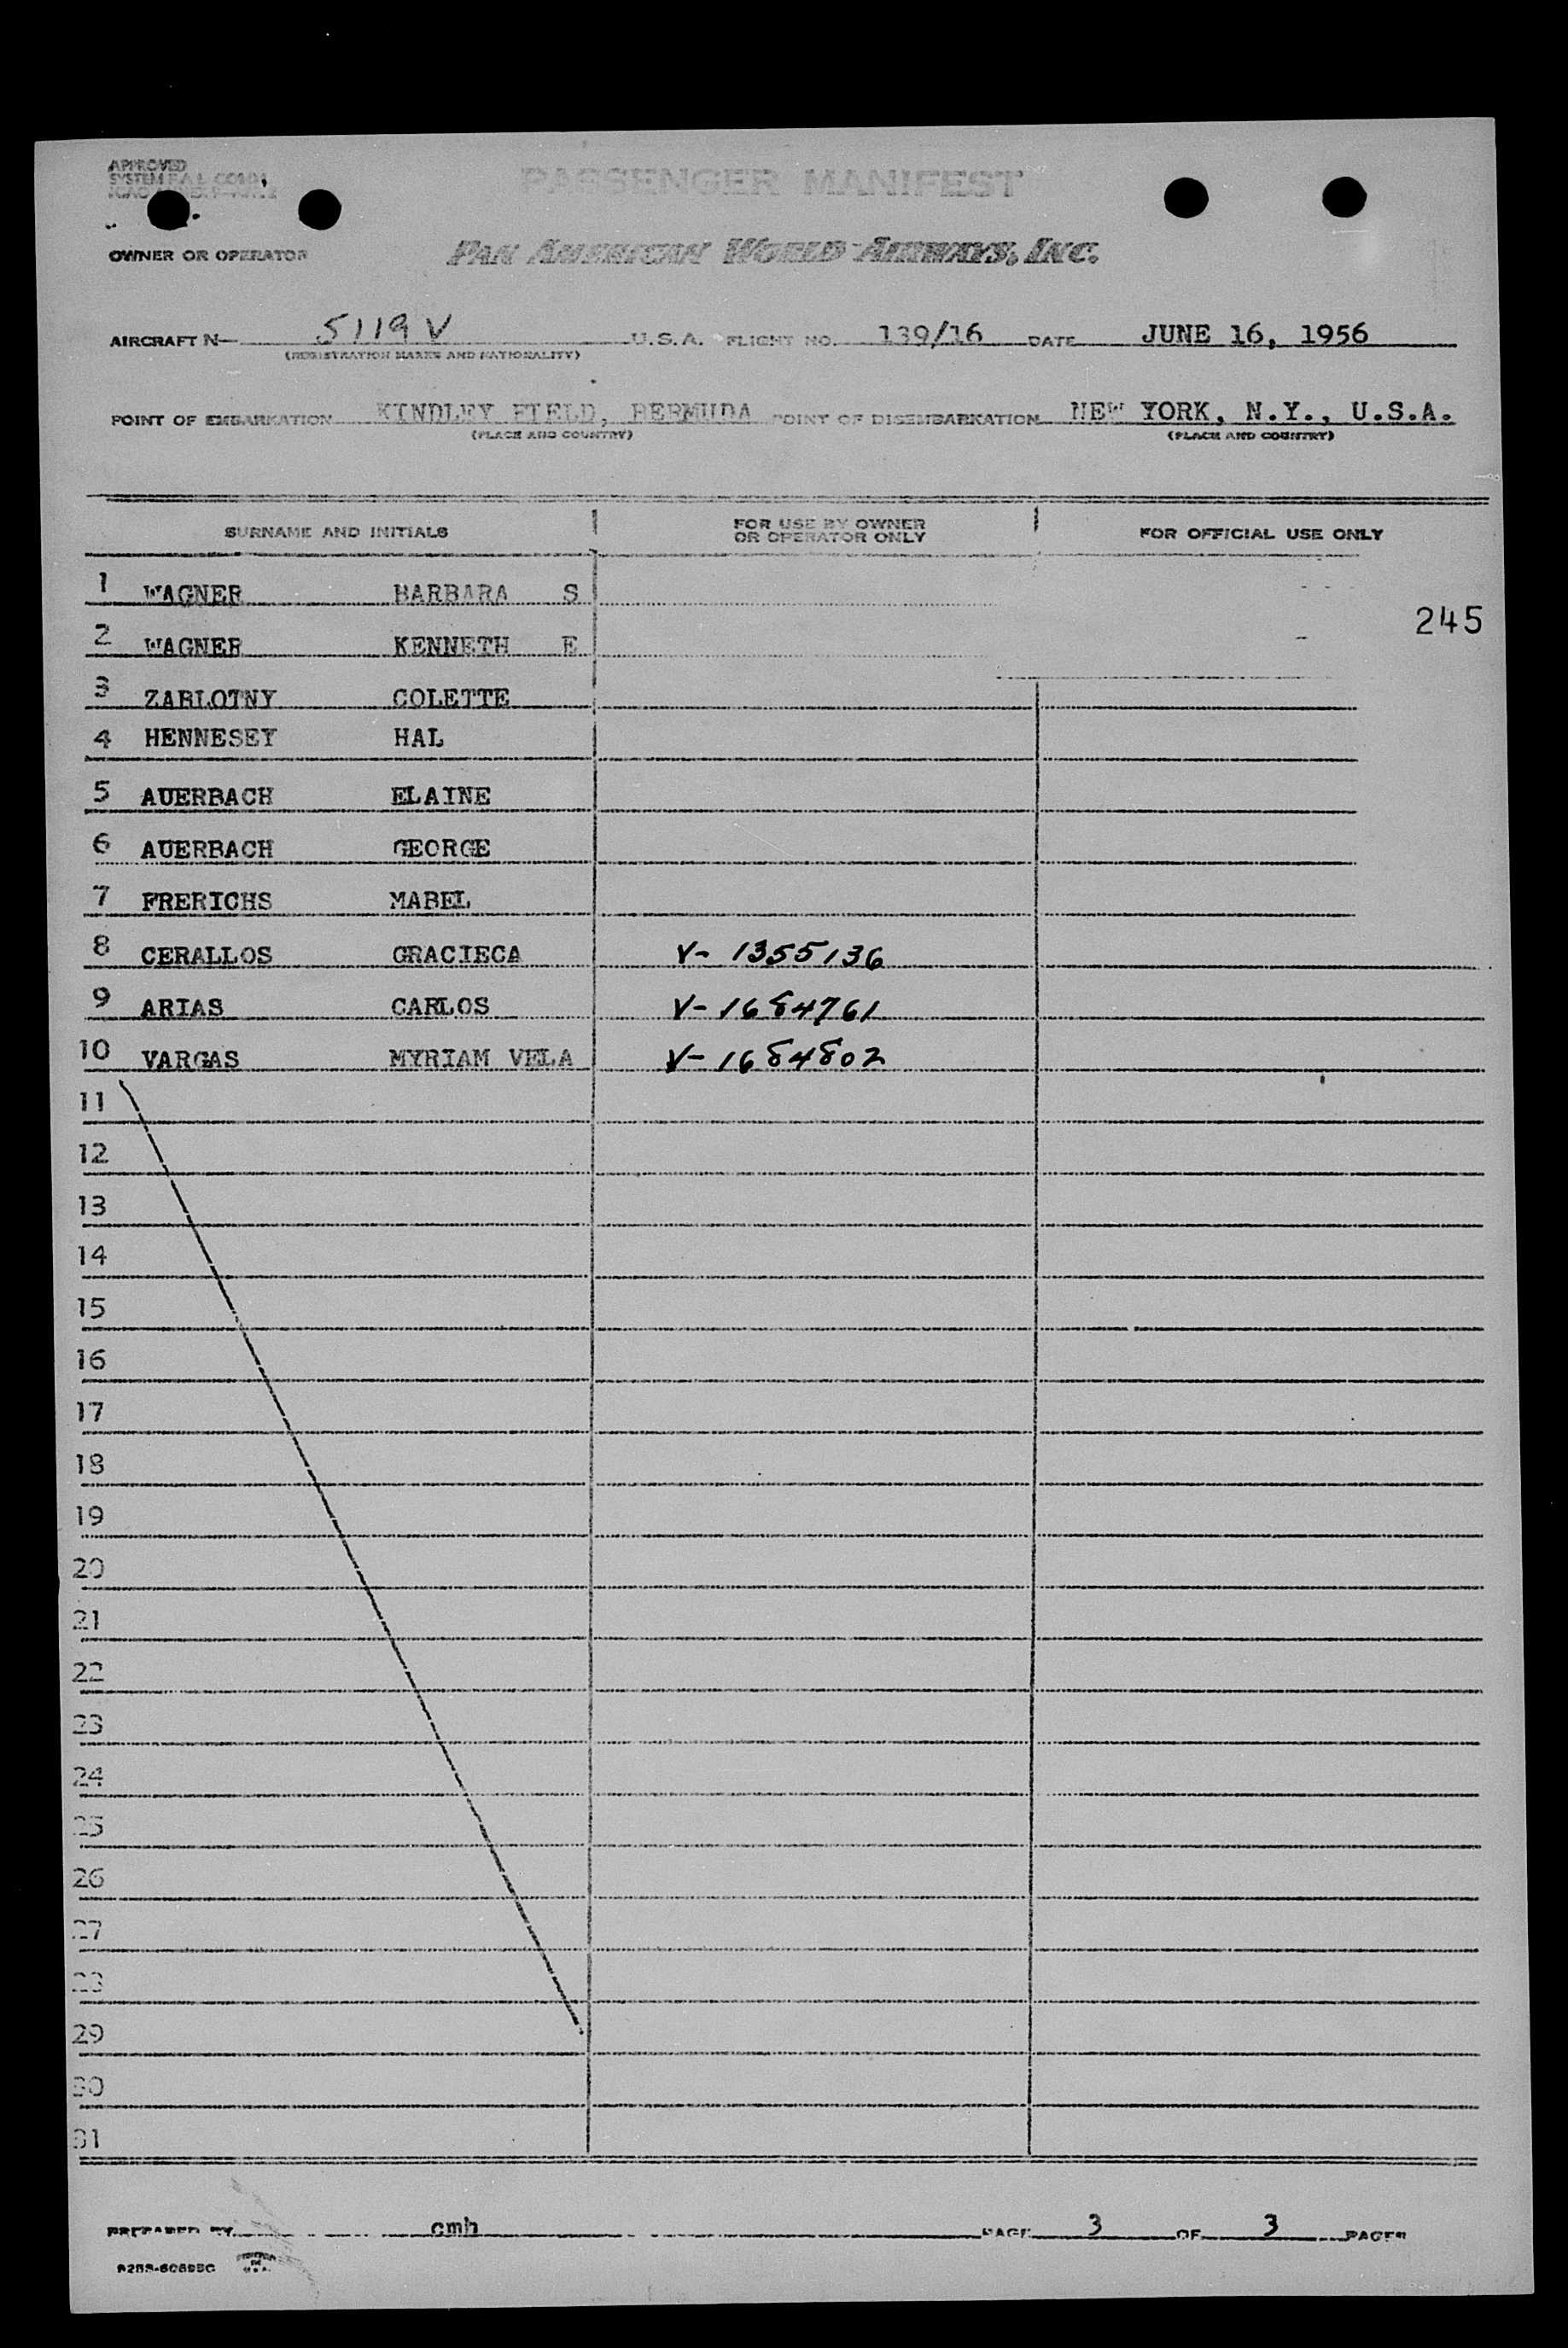 APPROVED
PASSENGER MANIFEST
OWNER OR OPERATOR PAN AMERICAN WORLD AIRWAYS, INC.
AIRCRAFT N— 5119V U.S.A. FLIGHT NO. 139/16 DATE JUNE 16, 1956
(REGISTRATION MARKS AND NATIONALITY)
POINT OF EMBARKATION KINDLEY FIELD, BERMUDA POINT OF DISEMBARKATION NEW YORK, N.Y., U.S.A.
(PLACE AND COUNTRY) (PLACE AND COUNTRY)
SURNAME AND INITIALS FOR USE BY OWNER OR OPERATOR ONLY FOR OFFICIAL USE ONLY
1 WAGNER BARBARA S
245
2 WAGNER KENNETH E
3 ZABLOTNY COLETTE
4 HENNESEY HAL
5 AUERBACH ELAINE
6 AUERBACH GEORGE
7 FRERICHS MABEL
8 CERALLOS GRACIECA V- 1355136
9 ARIAS CARLOS V- 1684761
10 VARGAS MYRIAM VELA V- 1684802
11
12
13
14
15
16
17
18
19
20
21
22
23
24
25
26
27
28
29
30
31
PREPARED BY cmh PAGE 3 OF 3 PAGES